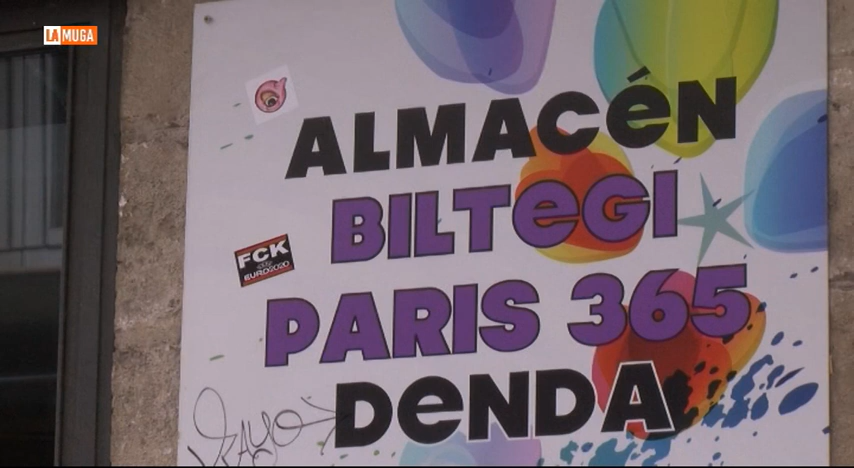 LA MUGA
ALMACéN
BILTeGI
PARIS 365
DeNDA
FCK
EURO2020